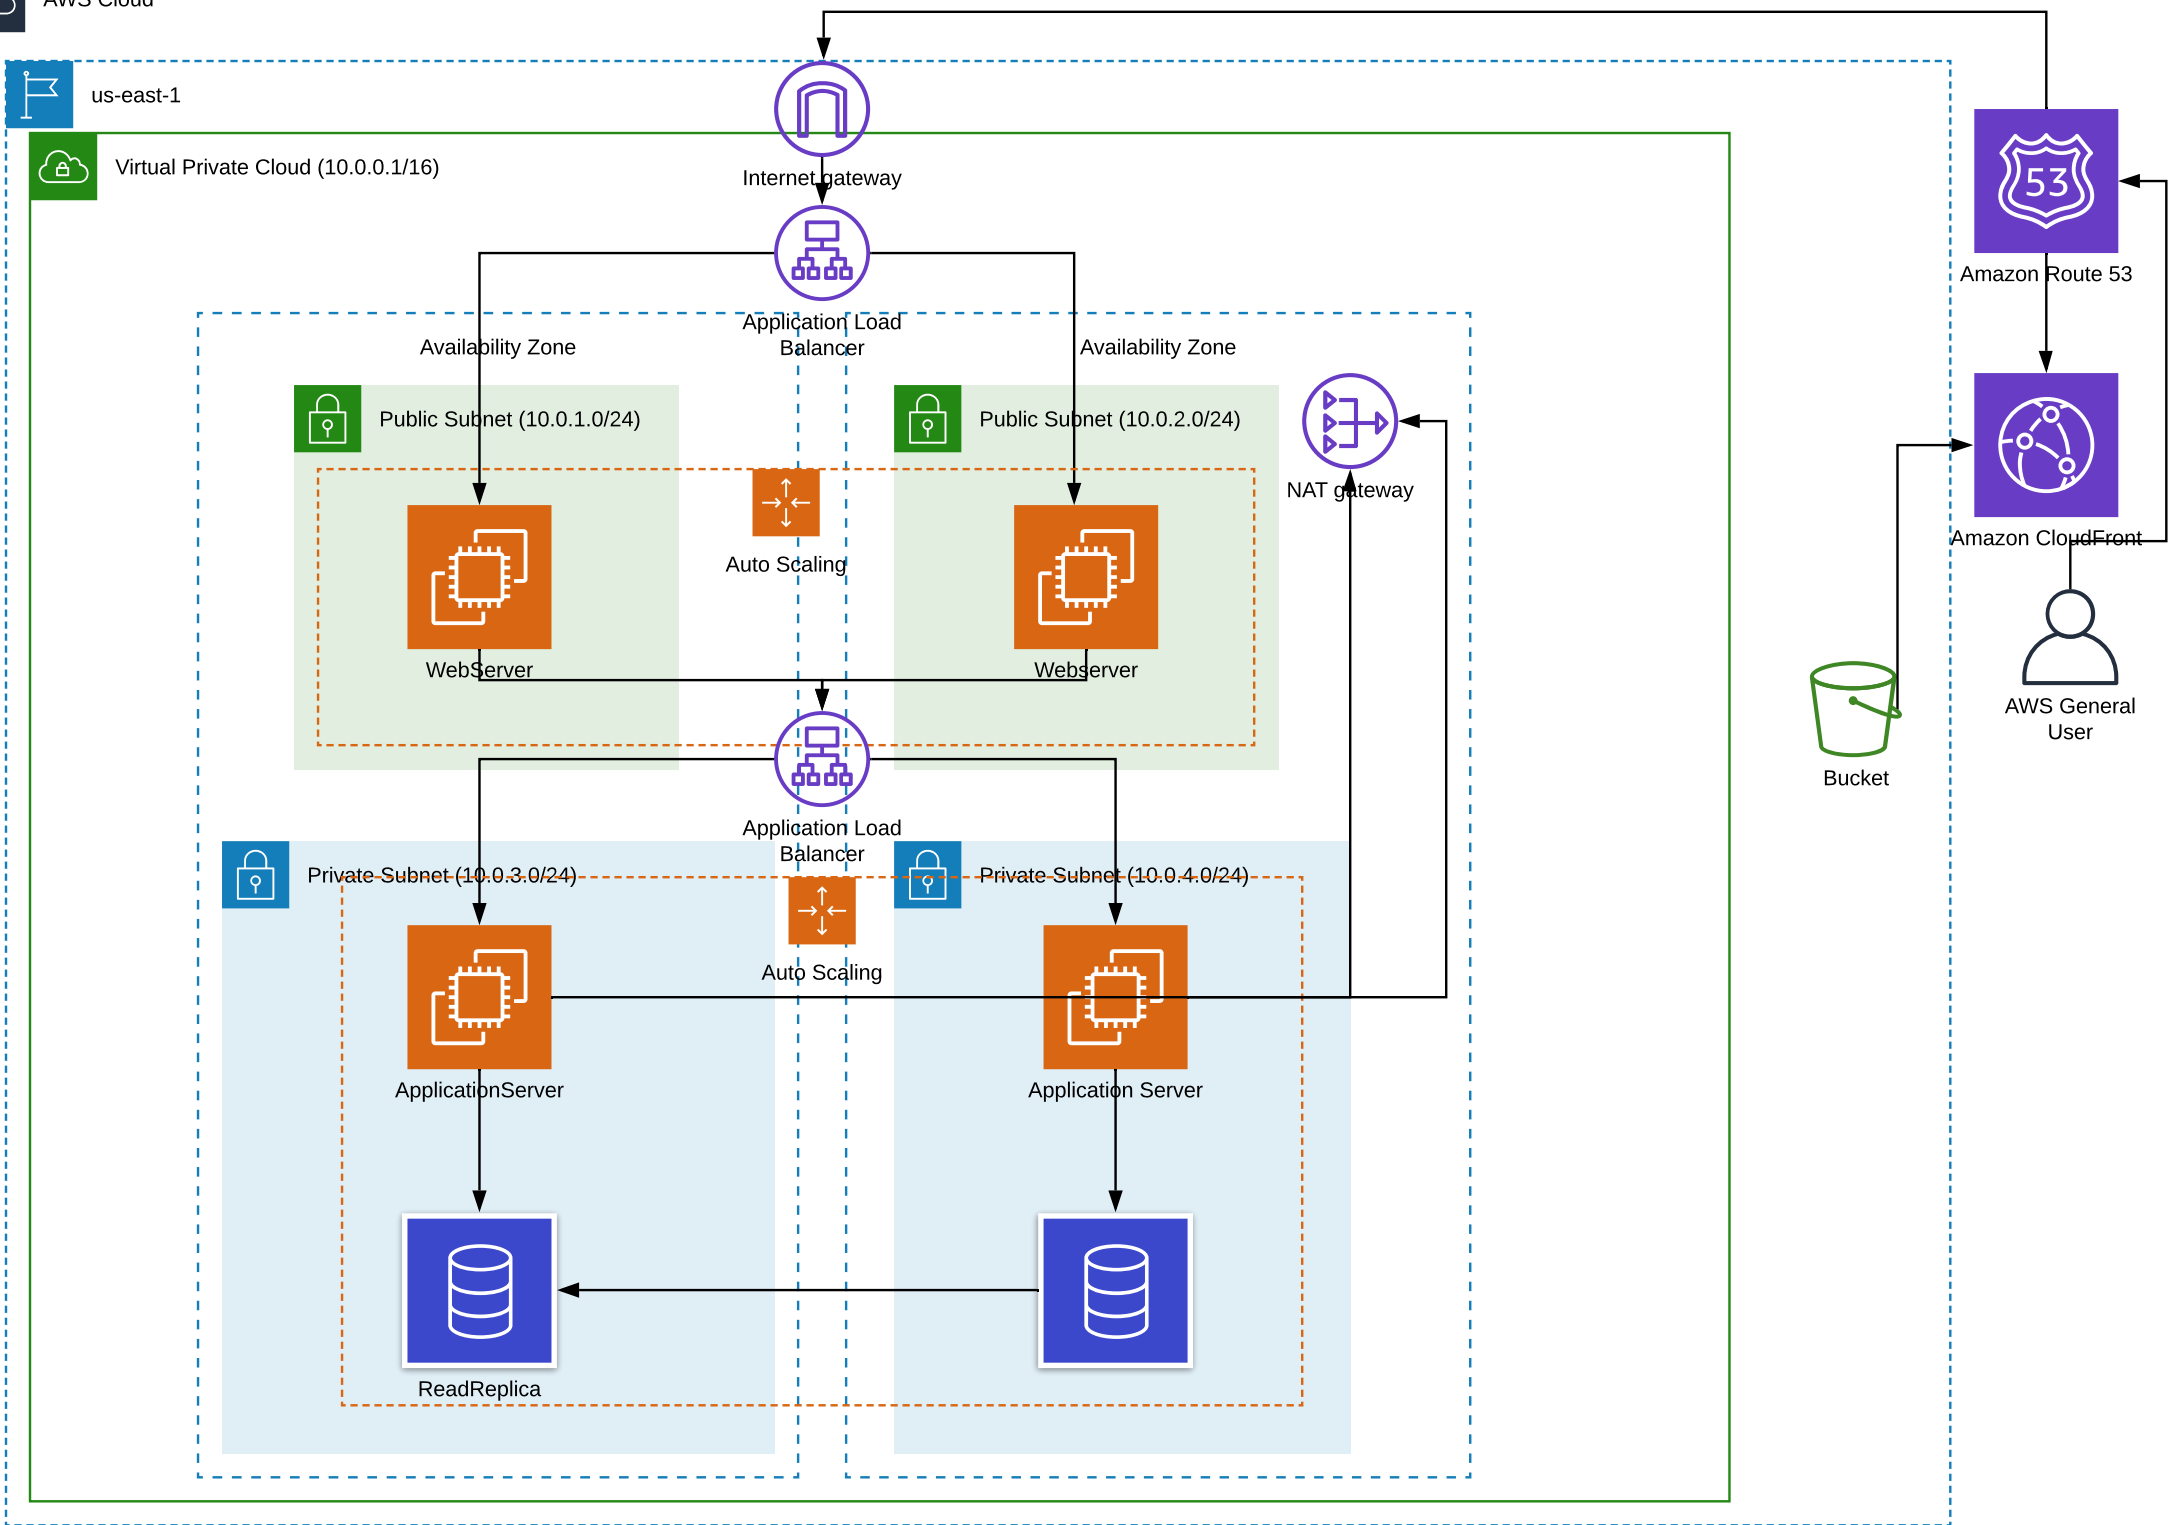 AWS Cloud
us-east-1
Virtual Private Cloud (10.0.0.1/16)
Internet gateway
53
Amazon Route 53
Application Load
Balancer
Availability Zone
Availability Zone
Public Subnet (10.0.1.0/24)
Public Subnet (10.0.2.0/24)
NAT gateway
Auto Scaling
Amazon CloudFront
WebServer
Webserver
AWS General
User
Bucket
Application Load
Balancer
Private Subnet (10.0.3.0/24)
Private Subnet (10.0.4.0/24)
Auto Scaling
ApplicationServer
Application Server
ReadReplica